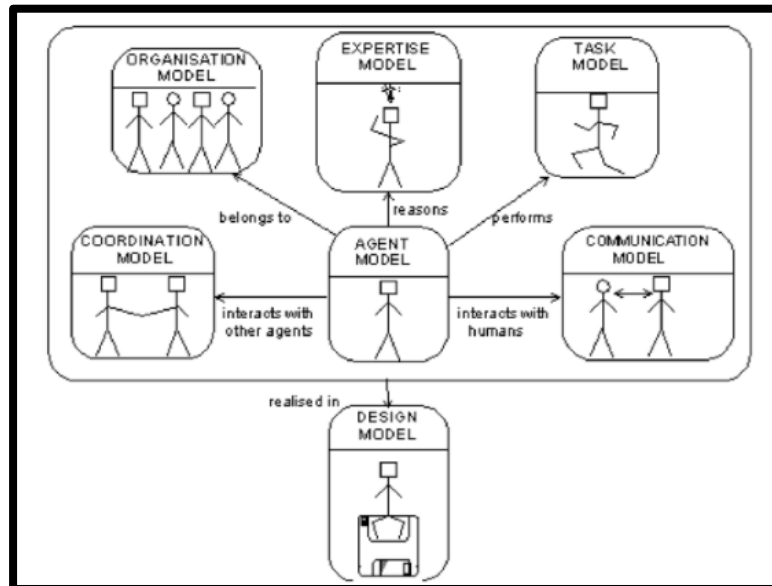 ORGANISATION
MODEL
EXPERTISE
MODEL
TASK
MODEL
belongs to
reasons
performs
COORDINATION
MODEL
AGENT
MODEL
COMMUNICATION
MODEL
interacts with
other agents
interacts with
humans
realised in
DESIGN
MODEL